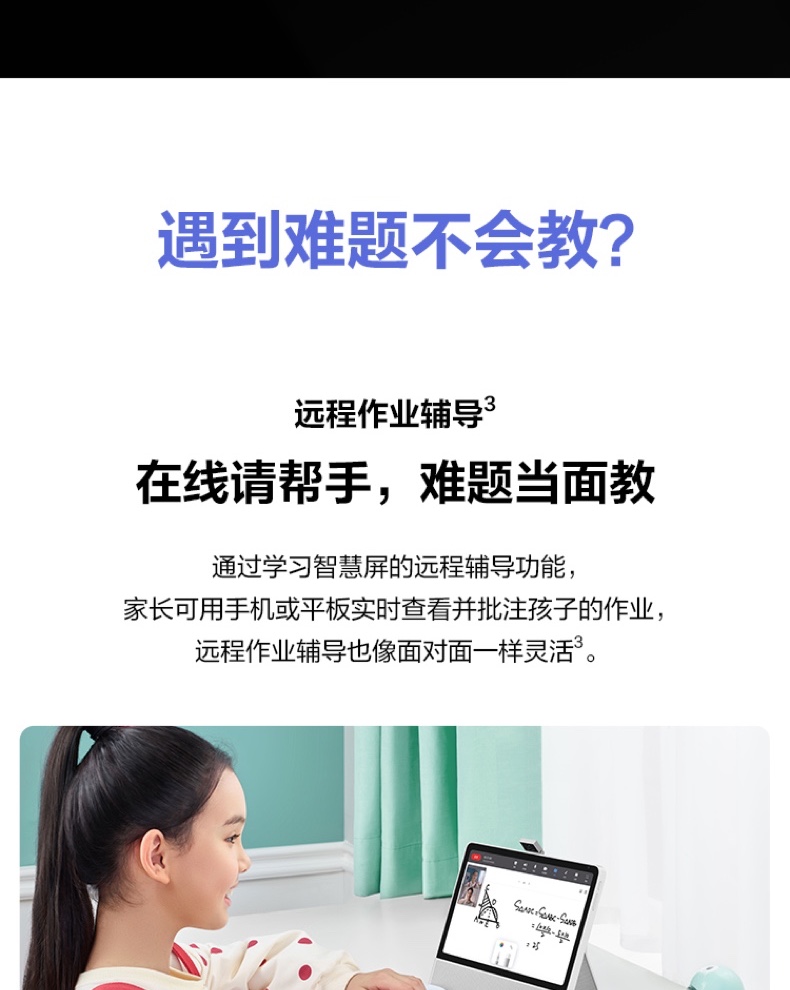 遇到难题不会教？
远程作业辅导³
在线请帮手，难题当面教
通过学习智慧屏的远程辅导功能，
家长可用手机或平板实时查看并批注孩子的作业，
远程作业辅导也像面对面一样灵活³。